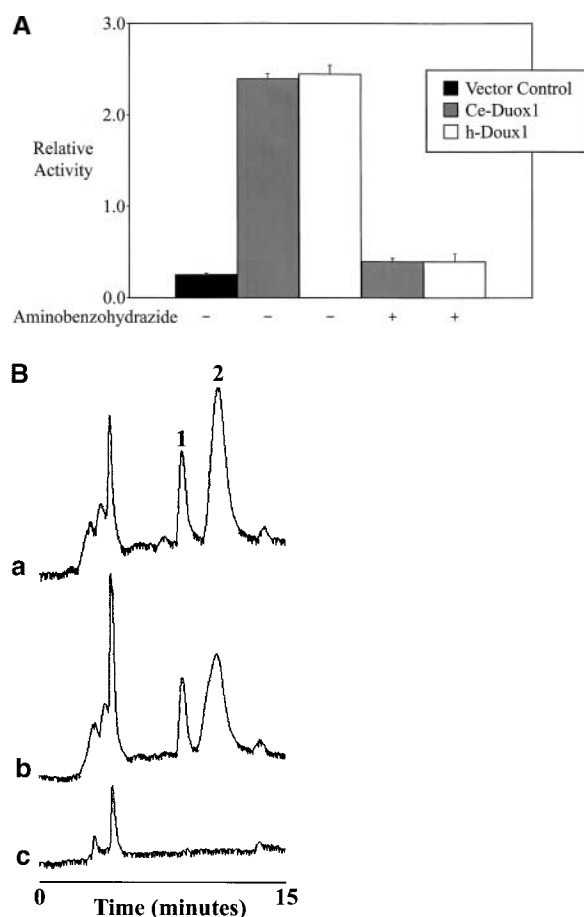 A
3.0
2.0
1.0
0.0
Relative
Activity
Vector Control
Ce-Duox1
h-Doux1
Aminobenzohydrazide - - - + +
B
1
2
a
b
c
0
15
Time (minutes)